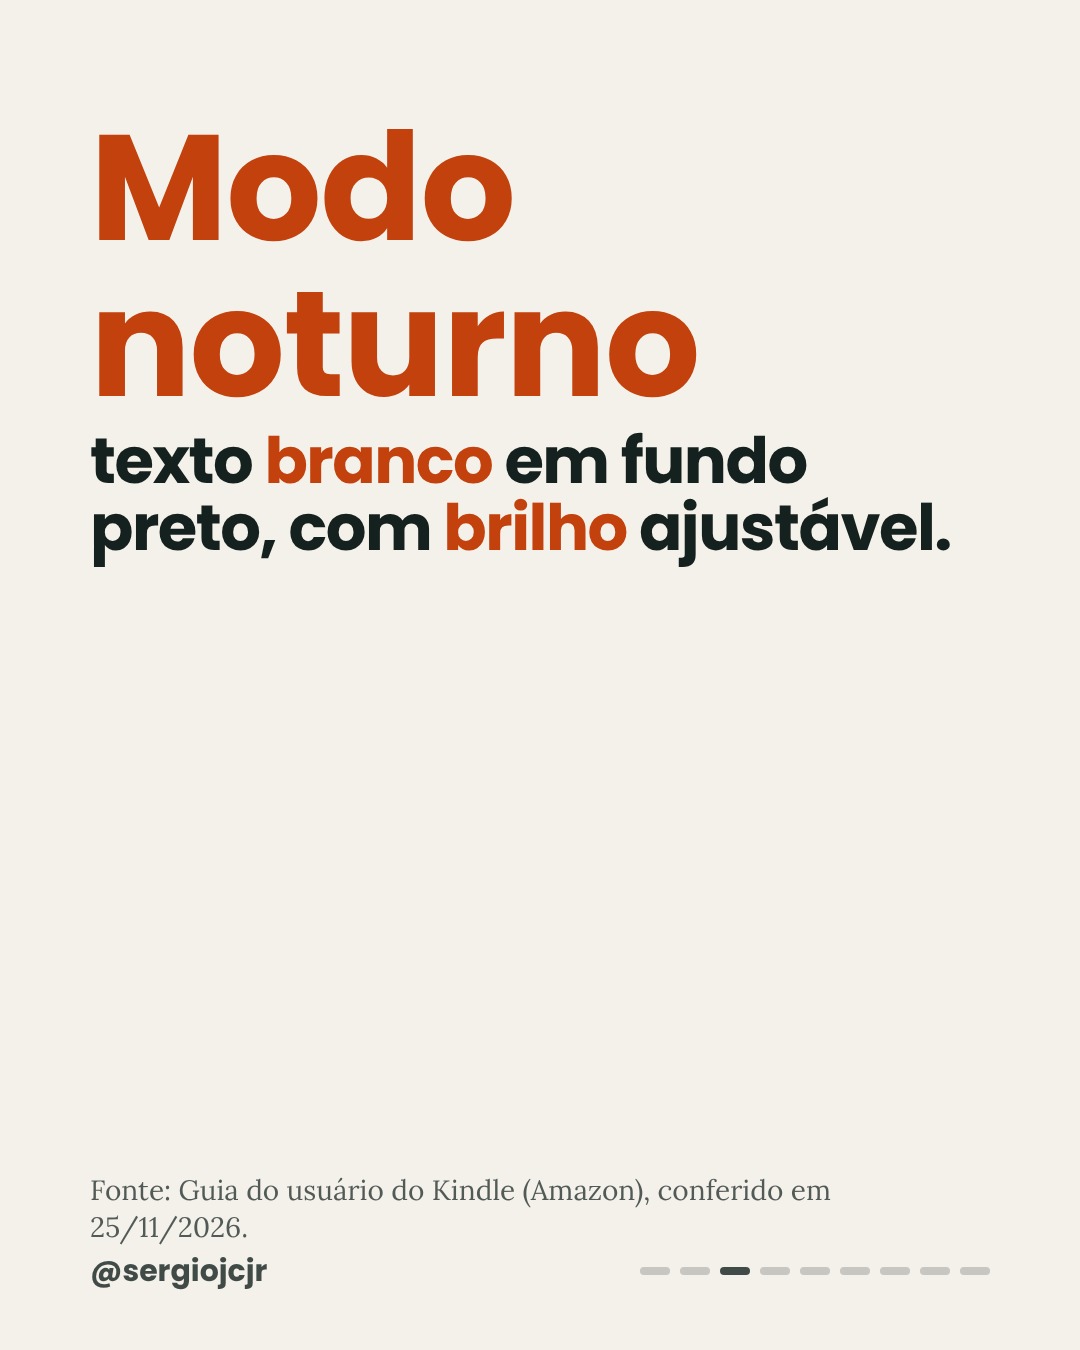 Modo
noturno
texto branco em fundo
preto, com brilho ajustável.
Fonte: Guia do usuário do Kindle (Amazon), conferido em
25/11/2026.
@sergiojcjr